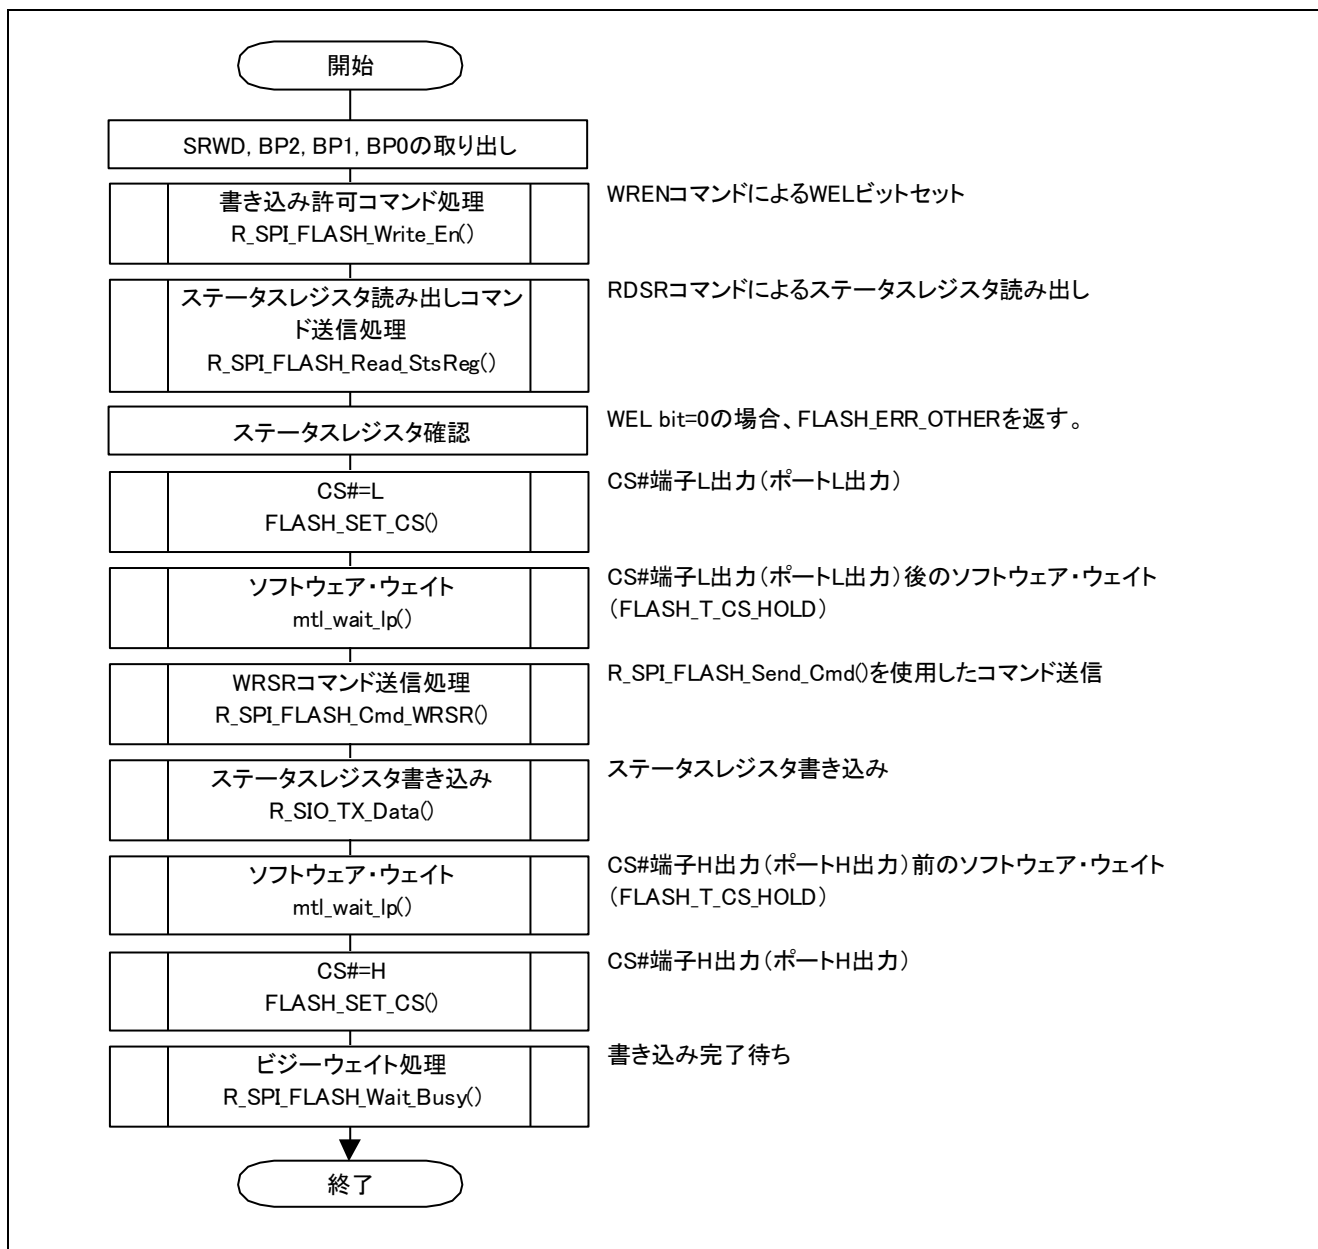 開始
SRWD, BP2, BP1, BP0の取り出し
書き込み許可コマンド処理
R_SPI_FLASH_Write_En()
WRENコマンドによるWELビットセット
ステータスレジスタ読み出しコマン
ド送信処理
R_SPI_FLASH_Read_StsReg()
RDSRコマンドによるステータスレジスタ読み出し
ステータスレジスタ確認
WEL bit=0の場合、FLASH_ERR_OTHERを返す。
CS#=L
FLASH_SET_CS()
CS#端子L出力（ポートL出力）
ソフトウェア・ウェイト
mtl_wait_lp()
CS#端子L出力（ポートL出力）後のソフトウェア・ウェイト
（FLASH_T_CS_HOLD）
WRSRコマンド送信処理
R_SPI_FLASH_Cmd_WRSR()
R_SPI_FLASH_Send_Cmd()を使用したコマンド送信
ステータスレジスタ書き込み
R_SIO_TX_Data()
ステータスレジスタ書き込み
ソフトウェア・ウェイト
mtl_wait_lp()
CS#端子H出力（ポートH出力）前のソフトウェア・ウェイト
（FLASH_T_CS_HOLD）
CS#=H
FLASH_SET_CS()
CS#端子H出力（ポートH出力）
ビジーウェイト処理
R_SPI_FLASH_Wait_Busy()
書き込み完了待ち
終了